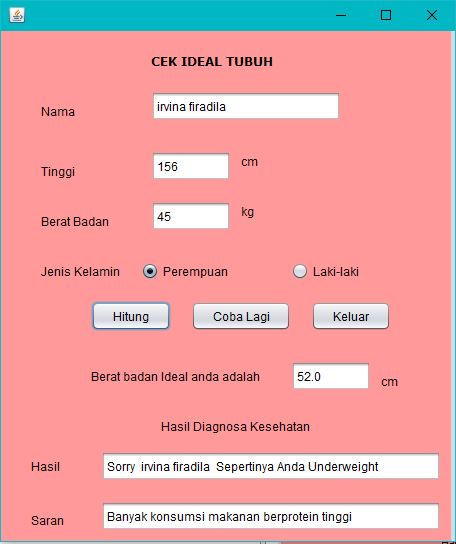 CEK IDEAL TUBUH
Nama irvina firadila
Tinggi 156 cm
Berat Badan 45 kg
Jenis Kelamin Perempuan Laki-laki
Hitung Coba Lagi Keluar
Berat badan Ideal anda adalah 52.0 cm
Hasil Diagnosa Kesehatan
Hasil Sorry irvina firadila Sepertinya Anda Underweight
Saran Banyak konsumsi makanan berprotein tinggi